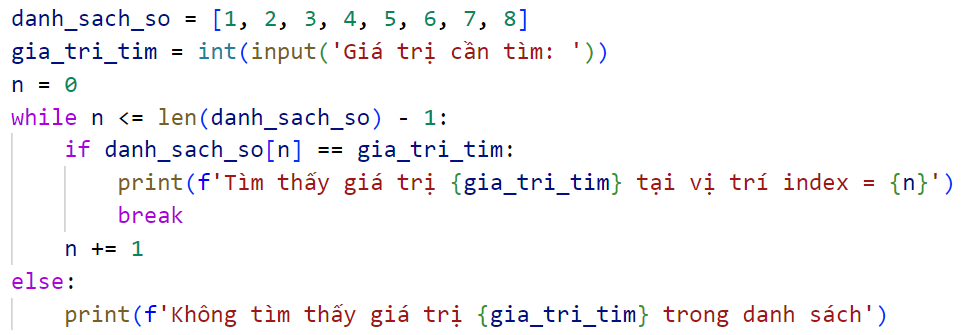 danh_sach_so = [1, 2, 3, 4, 5, 6, 7, 8]
gia_tri_tim = int(input('Giá trị cần tìm: '))
n = 0
while n <= len(danh_sach_so) - 1:
    if danh_sach_so[n] == gia_tri_tim:
        print(f'Tìm thấy giá trị {gia_tri_tim} tại vị trí index = {n}')
        break
    n += 1
else:
    print(f'Không tìm thấy giá trị {gia_tri_tim} trong danh sách')